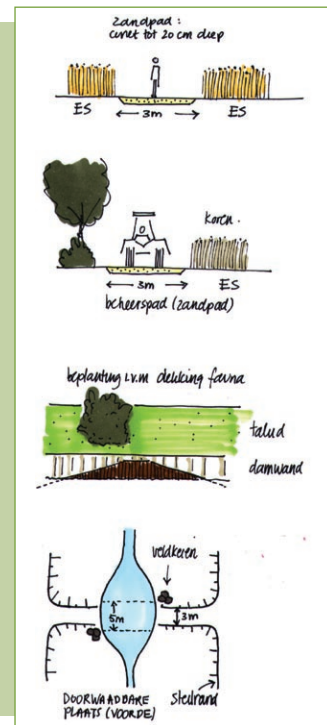 zandpad :
cunet tot 20 cm diep
ES
3m
ES
koren.
3m
ES
beheerspad (zandpad)
beplanting i.v.m dekking fauna
talud
damwand
veldkeien
5m
3m
DOORWAADBARE
PLAATS (VOORDE)
steilrand